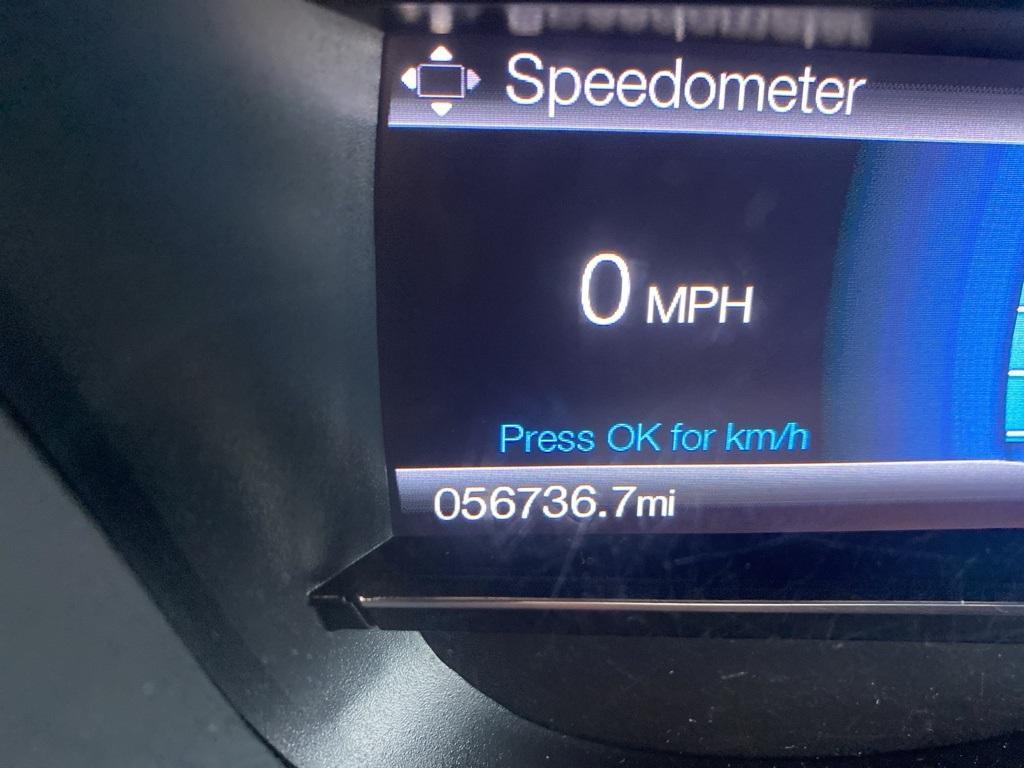 Speedometer
0 MPH
Press OK for km/h
056736.7mi